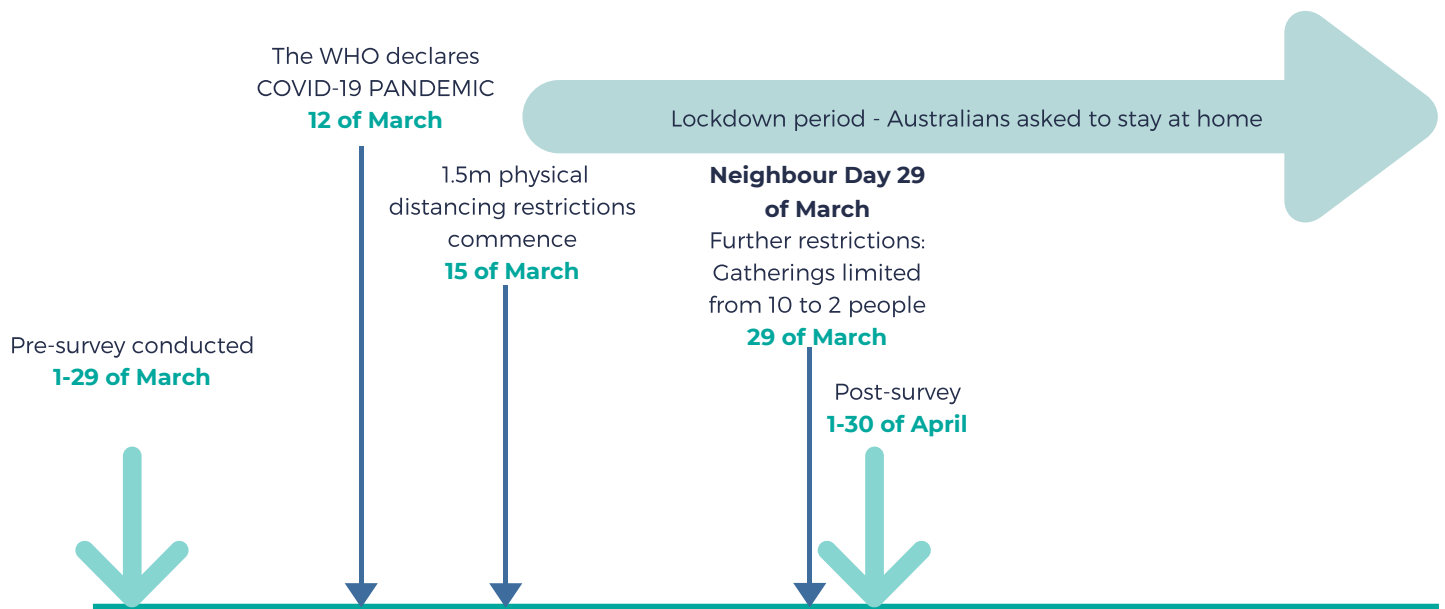 The WHO declares
COVID-19 PANDEMIC
12 of March
Lockdown period - Australians asked to stay at home
1.5m physical
distancing restrictions
commence
15 of March
Neighbour Day 29
of March
Further restrictions:
Gatherings limited
from 10 to 2 people
29 of March
Pre-survey conducted
1-29 of March
Post-survey
1-30 of April